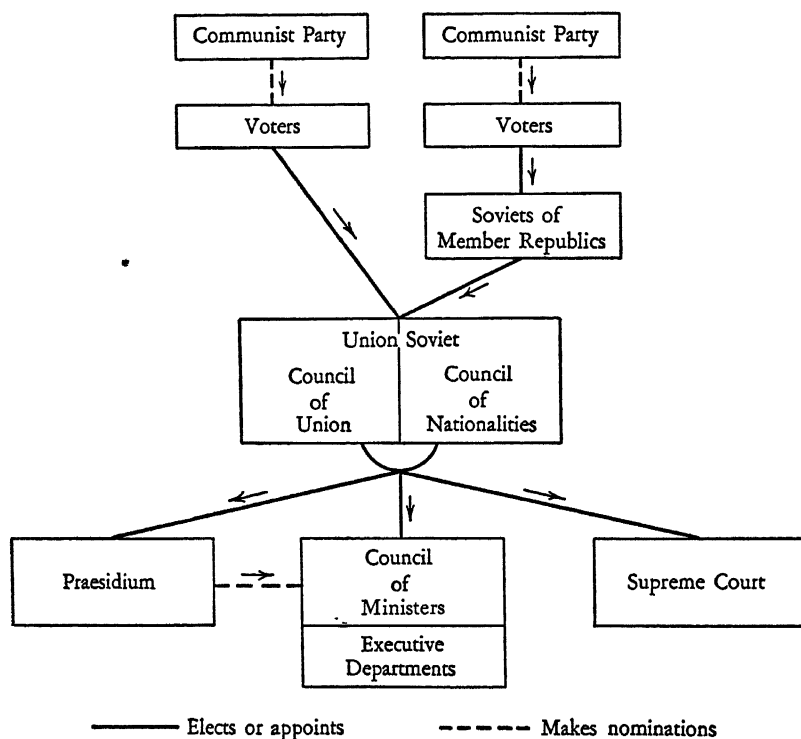 Communist Party
Communist Party
Voters
Voters
Soviets of
Member Republics
Union Soviet
Council
of
Union
Council
of
Nationalities
Praesidium
Council
of
Ministers
Executive
Departments
Supreme Court
Elects or appoints
Makes nominations